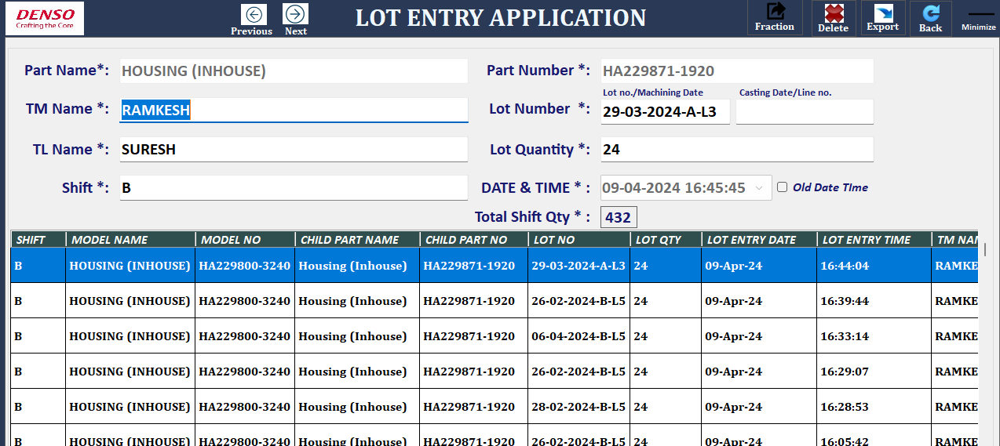 DENSO
Crafting the Core
Previous Next
LOT ENTRY APPLICATION
Fraction Delete Export Back Minimize
Part Name*: HOUSING (INHOUSE) Part Number *: HA229871-1920
Lot no./Machining Date Casting Date/Line no.
TM Name *: RAMKESH Lot Number *: 29-03-2024-A-L3
TL Name *: SURESH Lot Quantity *: 24
Shift *: B DATE & TIME * : 09-04-2024 16:45:45 Old Date TIme
Total Shift Qty * : 432
SHIFT MODEL NAME MODEL NO CHILD PART NAME CHILD PART NO LOT NO LOT QTY LOT ENTRY DATE LOT ENTRY TIME TM NAM
B HOUSING (INHOUSE) HA229800-3240 Housing (Inhouse) HA229871-1920 29-03-2024-A-L3 24 09-Apr-24 16:44:04 RAMKE
B HOUSING (INHOUSE) HA229800-3240 Housing (Inhouse) HA229871-1920 26-02-2024-B-L5 24 09-Apr-24 16:39:44 RAMKE
B HOUSING (INHOUSE) HA229800-3240 Housing (Inhouse) HA229871-1920 06-04-2024-B-L5 24 09-Apr-24 16:33:14 RAMKE
B HOUSING (INHOUSE) HA229800-3240 Housing (Inhouse) HA229871-1920 26-02-2024-B-L5 24 09-Apr-24 16:29:07 RAMKE
B HOUSING (INHOUSE) HA229800-3240 Housing (Inhouse) HA229871-1920 28-02-2024-B-L5 24 09-Apr-24 16:28:53 RAMKE
B HOUSING (INHOUSE) HA229800-3240 Housing (Inhouse) HA229871-1920 26-02-2024-B-L5 24 09-Apr-24 16:05:42 RAMKE